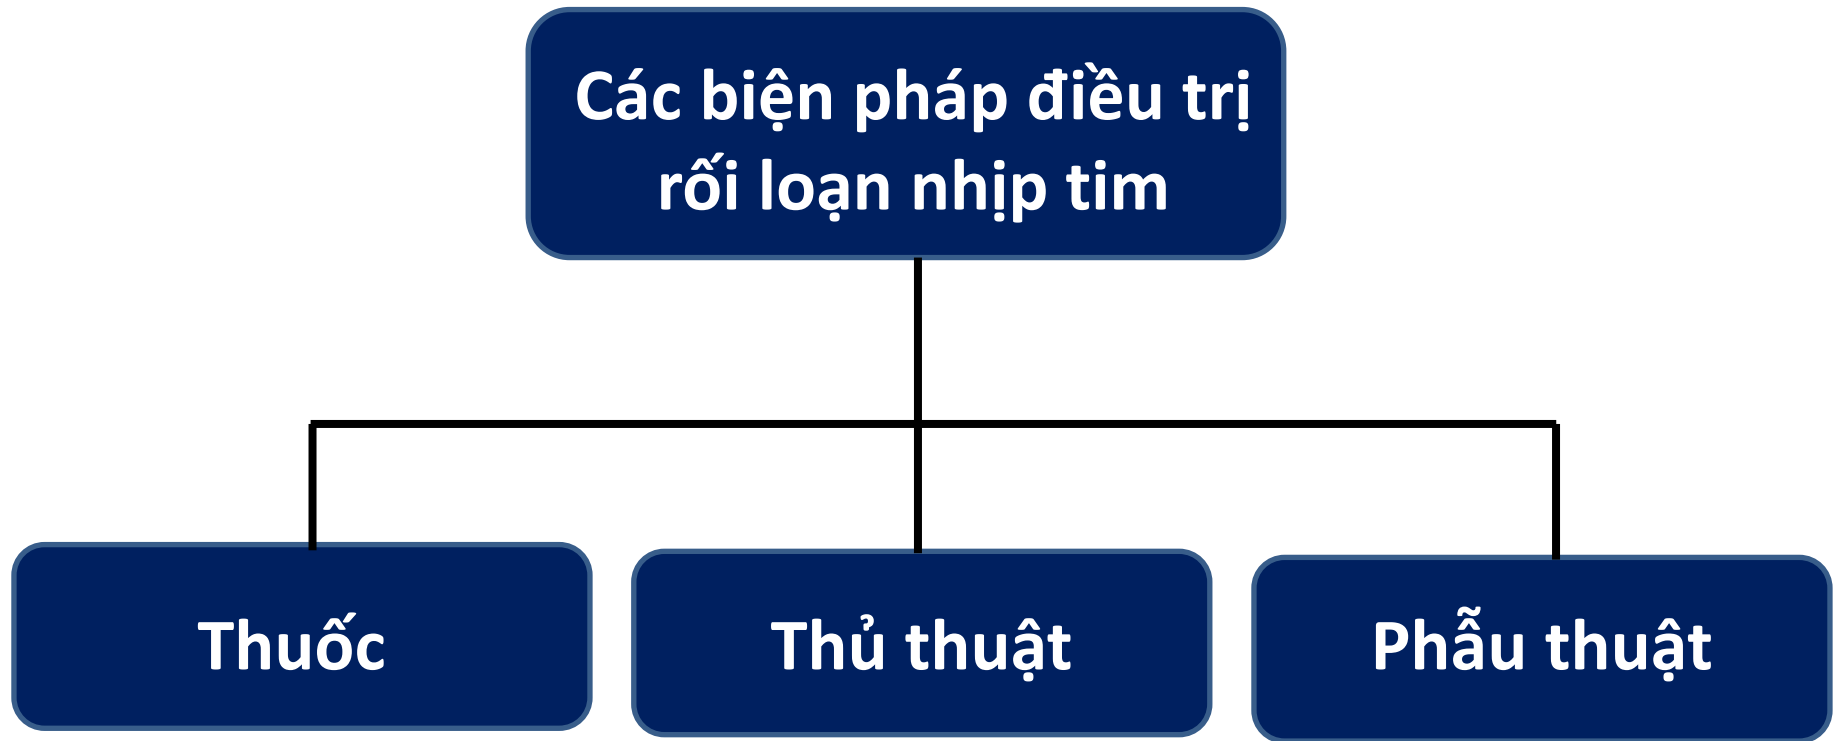 Các biện pháp điều trị
rối loạn nhịp tim
Thuốc
Thủ thuật
Phẫu thuật